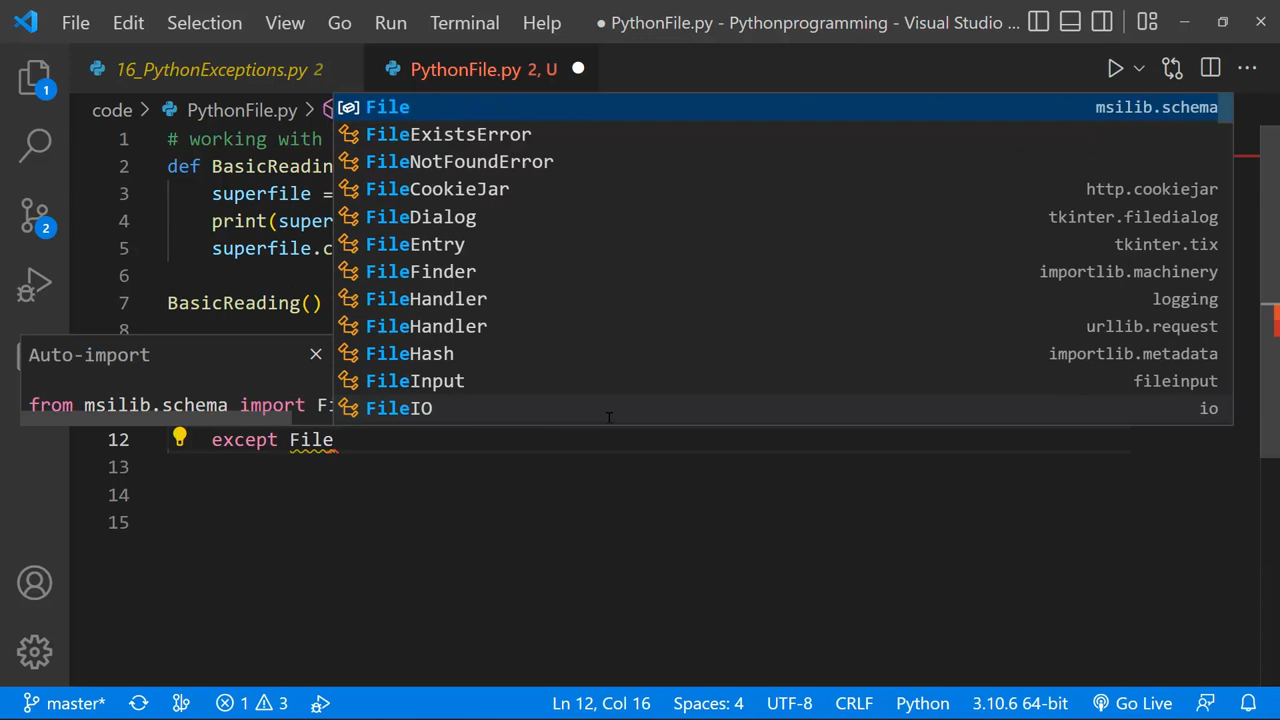 File Edit Selection View Go Run Terminal Help ● PythonFile.py - Pythonprogramming - Visual Studio ...
16_PythonExceptions.py 2 PythonFile.py 2, U
code > PythonFile.py >
1 # working with
2 def BasicReadin
3 superfile =
4 print(super
5 superfile.c
6
7 BasicReading()
8
File msilib.schema
FileExistsError
FileNotFoundError
FileCookieJar http.cookiejar
FileDialog tkinter.filedialog
FileEntry tkinter.tix
FileFinder importlib.machinery
FileHandler logging
FileHandler urllib.request
FileHash importlib.metadata
FileInput fileinput
FileIO io
Auto-import
from msilib.schema import Fi
12 except File
13
14
15
1
2
master* 1 3 Ln 12, Col 16 Spaces: 4 UTF-8 CRLF Python 3.10.6 64-bit Go Live